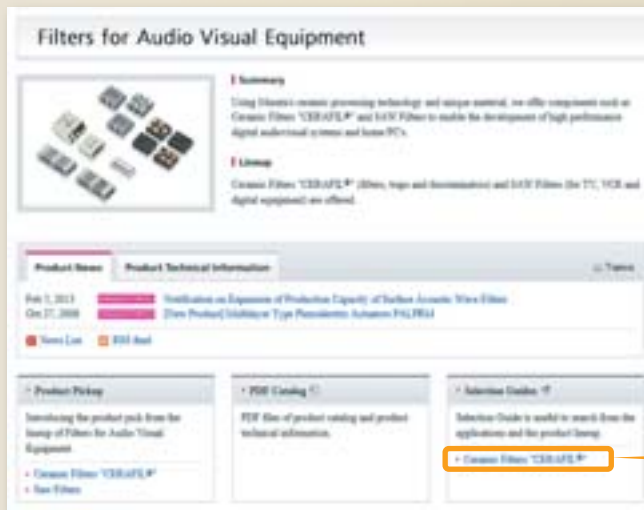 Filters for Audio Visual Equipment
Summary
Using Murata's ceramic processing technology and unique material, we offer components such as
Ceramic Filters "CERAFIL®" and SAW Filters to enable the development of high performance
digital audiovisual systems and home PC's.
Lineup
Ceramic Filters "CERAFIL®" (filters, traps and discriminators) and SAW Filters (for TV, VCR and
digital equipment) are offered.
Product News Product Technical Information
Feb 5, 2013 Notification on Expansion of Production Capacity of Surface Acoustic Wave Filters
Oct 27, 2008 [New Product] Multilayer Type Piezoelectric Actuators
News List RSS feed
Product Pickup
Introducing the product pick from the
lineup of Filters for Audio Visual
Equipment.
Ceramic Filters "CERAFIL®"
Saw Filters
PDF Catalog
PDF files of product catalog and product
technical information.
Selection Guides
Selection Guide is useful to search from the
applications and the product lineup.
Ceramic Filters "CERAFIL®"